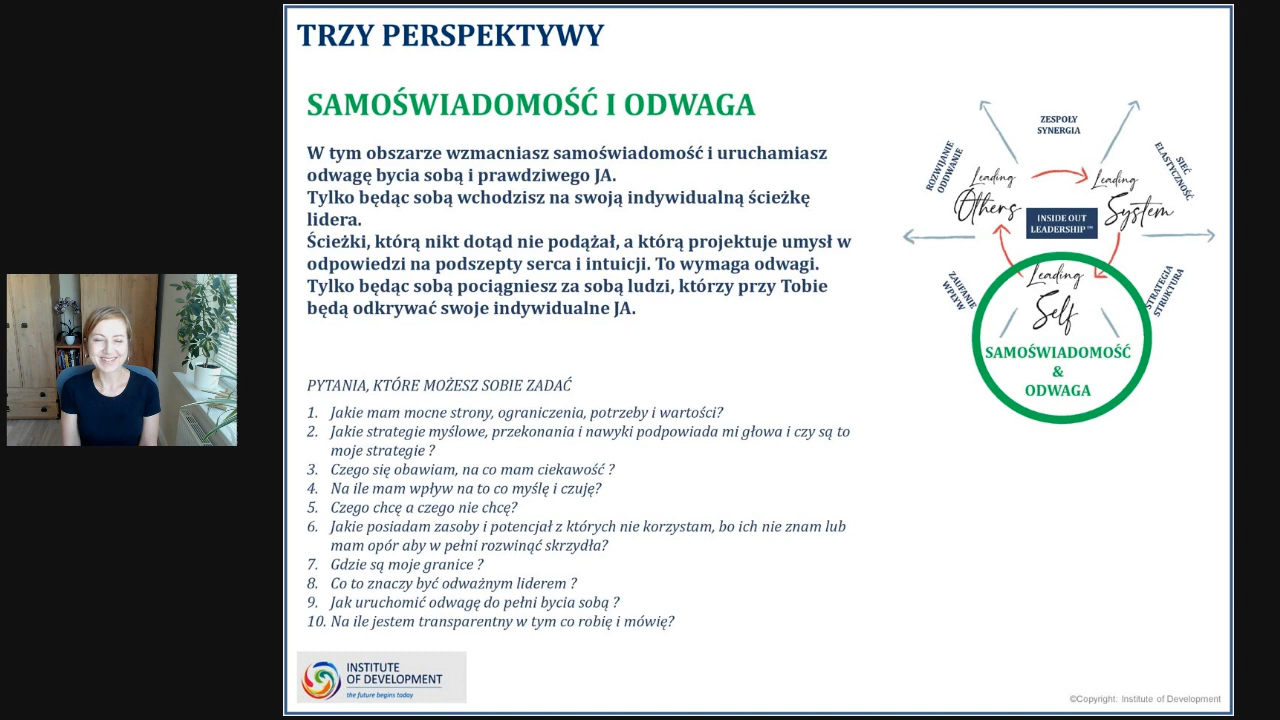 TRZY PERSPEKTYWY
SAMOŚWIADOMOŚĆ I ODWAGA
W tym obszarze wzmacniasz samoświadomość i uruchamiasz
odwagę bycia sobą i prawdziwego JA.
Tylko będąc sobą wchodzisz na swoją indywidualną ścieżkę
lidera.
Ścieżki, którą nikt dotąd nie podążał, a którą projektuje umysł w
odpowiedzi na podszepty serca i intuicji. To wymaga odwagi.
Tylko będąc sobą pociągniesz za sobą ludzi, którzy przy Tobie
będą odkrywać swoje indywidualne JA.
PYTANIA, KTÓRE MOŻESZ SOBIE ZADAĆ
1. Jakie mam mocne strony, ograniczenia, potrzeby i wartości?
2. Jakie strategie myślowe, przekonania i nawyki podpowiada mi głowa i czy są to
moje strategie ?
3. Czego się obawiam, na co mam ciekawość ?
4. Na ile mam wpływ na to co myślę i czuję?
5. Czego chcę a czego nie chcę?
6. Jakie posiadam zasoby i potencjał z których nie korzystam, bo ich nie znam lub
mam opór aby w pełni rozwinąć skrzydła?
7. Gdzie są moje granice ?
8. Co to znaczy być odważnym liderem ?
9. Jak uruchomić odwagę do pełni bycia sobą ?
10. Na ile jestem transparentny w tym co robię i mówię?
ZESPOŁY
SYNERGIA
ROZWIJANIE
ODDWANIE
SIEĆ
ELASTYCZNOŚĆ
Leading
Others
Leading
System
INSIDE OUT
LEADERSHIP™
ZAUFANIE
WPŁYW
STRATEGIA
STRUKTURA
Leading
Self
SAMOŚWIADOMOŚĆ
&
ODWAGA
INSTITUTE
OF DEVELOPMENT
the future begins today
©Copyright: Institute of Development